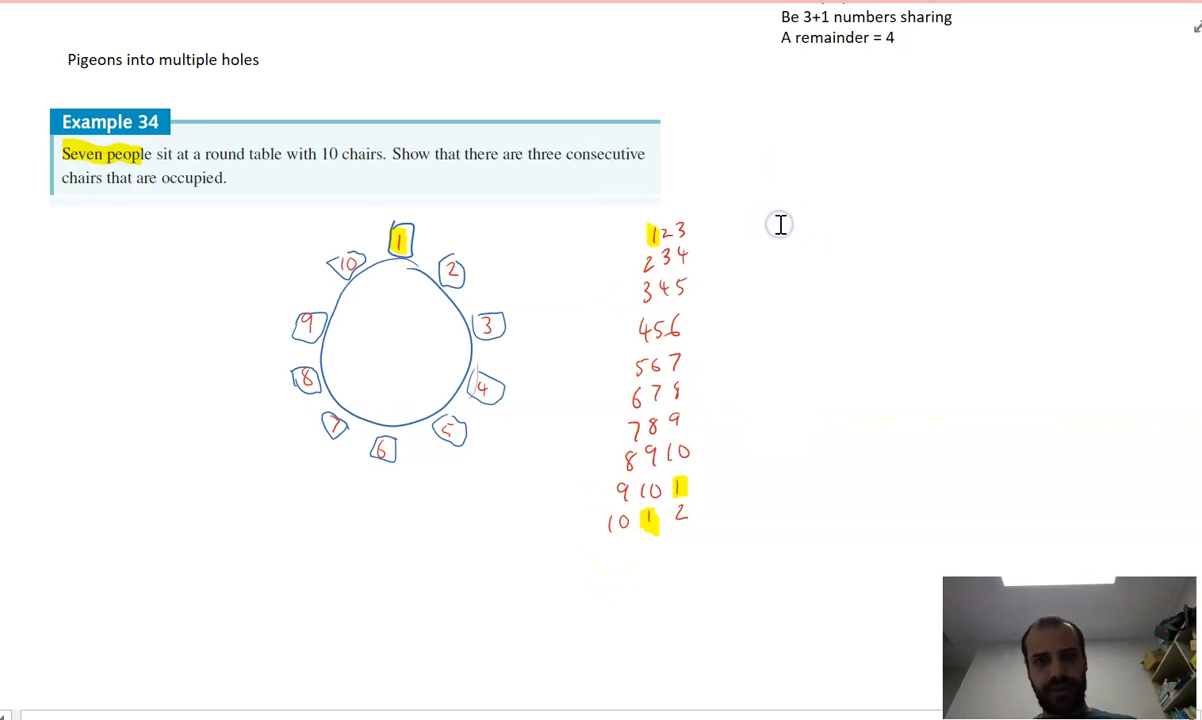 Be 3+1 numbers sharing
A remainder = 4
Pigeons into multiple holes
Example 34
Seven people sit at a round table with 10 chairs. Show that there are three consecutive
chairs that are occupied.
1
2
3
4
5
6
7
8
9
10
1 2 3
2 3 4
3 4 5
4 5 6
5 6 7
6 7 8
7 8 9
8 9 10
9 10 1
10 1 2